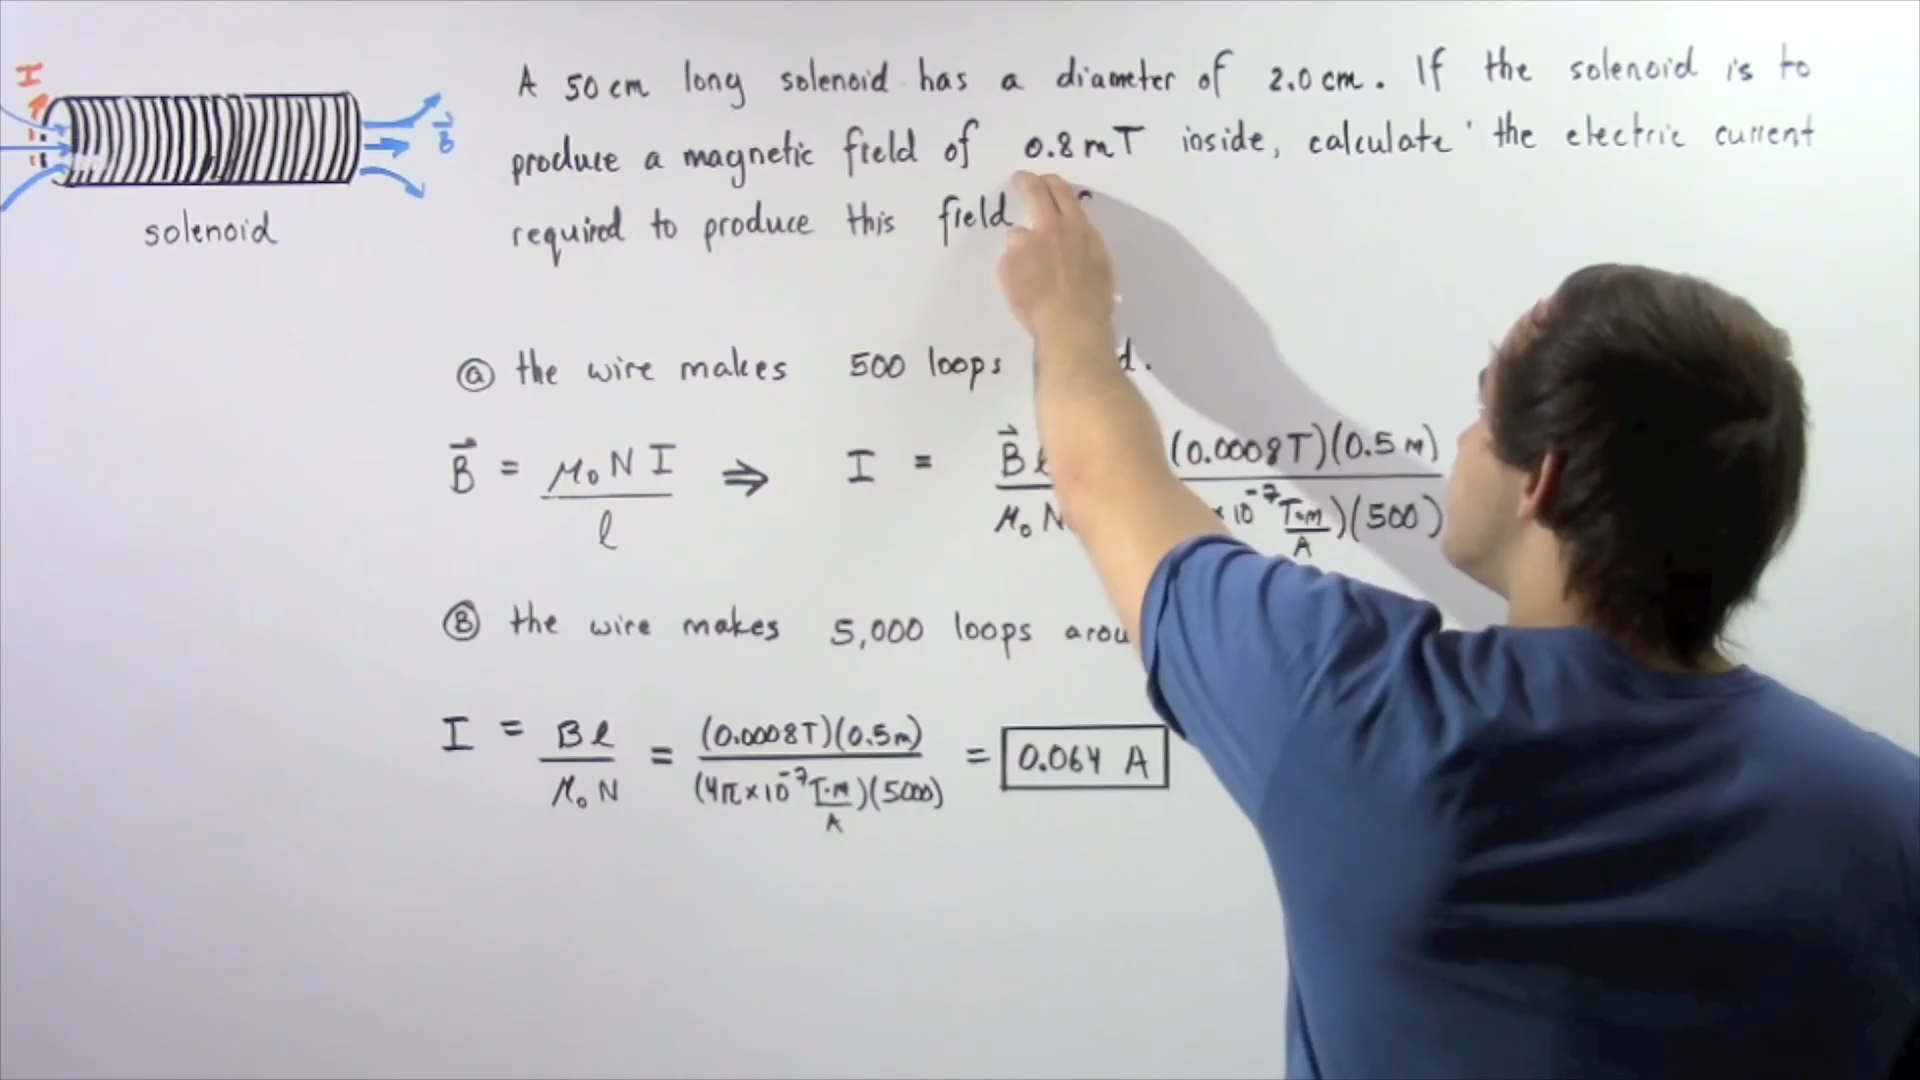 I
B
solenoid
A 50 cm long solenoid has a diameter of 2.0 cm. If the solenoid is to
produce a magnetic field of 0.8 mT inside, calculate the electric current
required to produce this field
ⓐ the wire makes 500 loops
B⃗ = μ₀ N I / l ⇒ I = B⃗ l / μ₀ N (0.0008T)(0.5 m) / ×10⁻⁷ T·m/A)(500)
Ⓑ the wire makes 5,000 loops
I = B l / μ₀ N = (0.0008T)(0.5m) / (4π×10⁻⁷ T·m/A)(5000) = 0.064 A